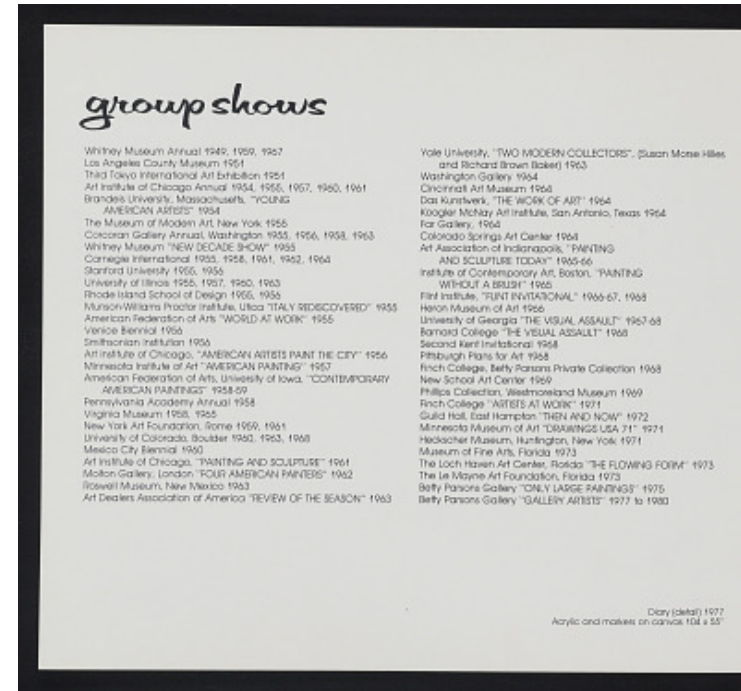 group shows
Whitney Museum Annual 1949, 1959, 1967
Los Angeles County Museum 1951
Third Tokyo International Art Exhibition 1951
Art Institute of Chicago Annual 1954, 1955, 1957, 1960, 1961
Brandeis University, Massachusetts, "YOUNG
AMERICAN ARTISTS" 1954
The Museum of Modern Art, New York 1955
Corcoran Gallery Annual, Washington 1955, 1956, 1958, 1963
Whitney Museum "NEW DECADE SHOW" 1955
Carnegie International 1955, 1958, 1961, 1962, 1964
Stanford University 1955, 1956
University of Illinois 1955, 1957, 1960, 1963
Rhode Island School of Design 1955, 1956
Munson-Williams Proctor Institute, Utica "ITALY REDISCOVERED" 1955
American Federation of Arts "WORLD AT WORK" 1955
Venice Biennial 1956
Smithsonian Institution 1956
Art Institute of Chicago, "AMERICAN ARTISTS PAINT THE CITY" 1956
Minnesota Institute of Art "AMERICAN PAINTING" 1957
American Federation of Arts, University of Iowa, "CONTEMPORARY
AMERICAN PAINTINGS" 1958-59
Pennsylvania Academy Annual 1958
Virginia Museum 1958, 1965
New York Art Foundation, Rome 1959, 1961
University of Colorado, Boulder 1960, 1963, 1968
Mexico City Biennial 1960
Art Institute of Chicago, "PAINTING AND SCULPTURE" 1961
Molton Gallery, London "FOUR AMERICAN PAINTERS" 1962
Roswell Museum, New Mexico 1963
Art Dealers Association of America "REVIEW OF THE SEASON" 1963
Yale University, "TWO MODERN COLLECTORS", (Susan Morse Hilles
and Richard Brown Baker) 1963
Washington Gallery 1964
Cincinnati Art Museum 1964
Das Kunstwerk, "THE WORK OF ART" 1964
Koogler McNay Art Institute, San Antonio, Texas 1964
Far Gallery, 1964
Colorado Springs Art Center 1964
Art Association of Indianapolis, "PAINTING
AND SCULPTURE TODAY" 1965-66
Institute of Contemporary Art, Boston, "PAINTING
WITHOUT A BRUSH" 1965
Flint Institute, "FLINT INVITATIONAL" 1966-67, 1968
Heron Museum of Art 1966
University of Georgia "THE VISUAL ASSAULT" 1967-68
Barnard College "THE VISUAL ASSAULT" 1968
Second Kent Invitational 1968
Pittsburgh Plans for Art 1968
Finch College, Betty Parsons Private Collection 1968
New School Art Center 1969
Phillips Collection, Westmoreland Museum 1969
Finch College "ARTISTS AT WORK" 1971
Guild Hall, East Hampton "THEN AND NOW" 1972
Minnesota Museum of Art "DRAWINGS USA 71" 1971
Heckscher Museum, Huntington, New York 1971
Museum of Fine Arts, Florida 1973
The Loch Haven Art Center, Florida "THE FLOWING FORM" 1973
The Le Mayne Art Foundation, Florida 1973
Betty Parsons Gallery "ONLY LARGE PAINTINGS" 1975
Betty Parsons Gallery "GALLERY ARTISTS" 1977 to 1980
Diary (detail) 1977
Acrylic and markers on canvas 104 x 55"